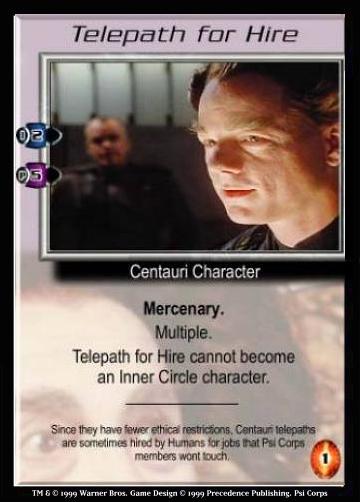 Telepath for Hire
D 2
P 5
Centauri Character
Mercenary.
Multiple.
Telepath for Hire cannot become
an Inner Circle character.
Since they have fewer ethical restrictions, Centauri telepaths
are sometimes hired by Humans for jobs that Psi Corps
members wont touch.
1
TM & © 1999 Warner Bros. Game Design © 1999 Precedence Publishing. Psi Corps